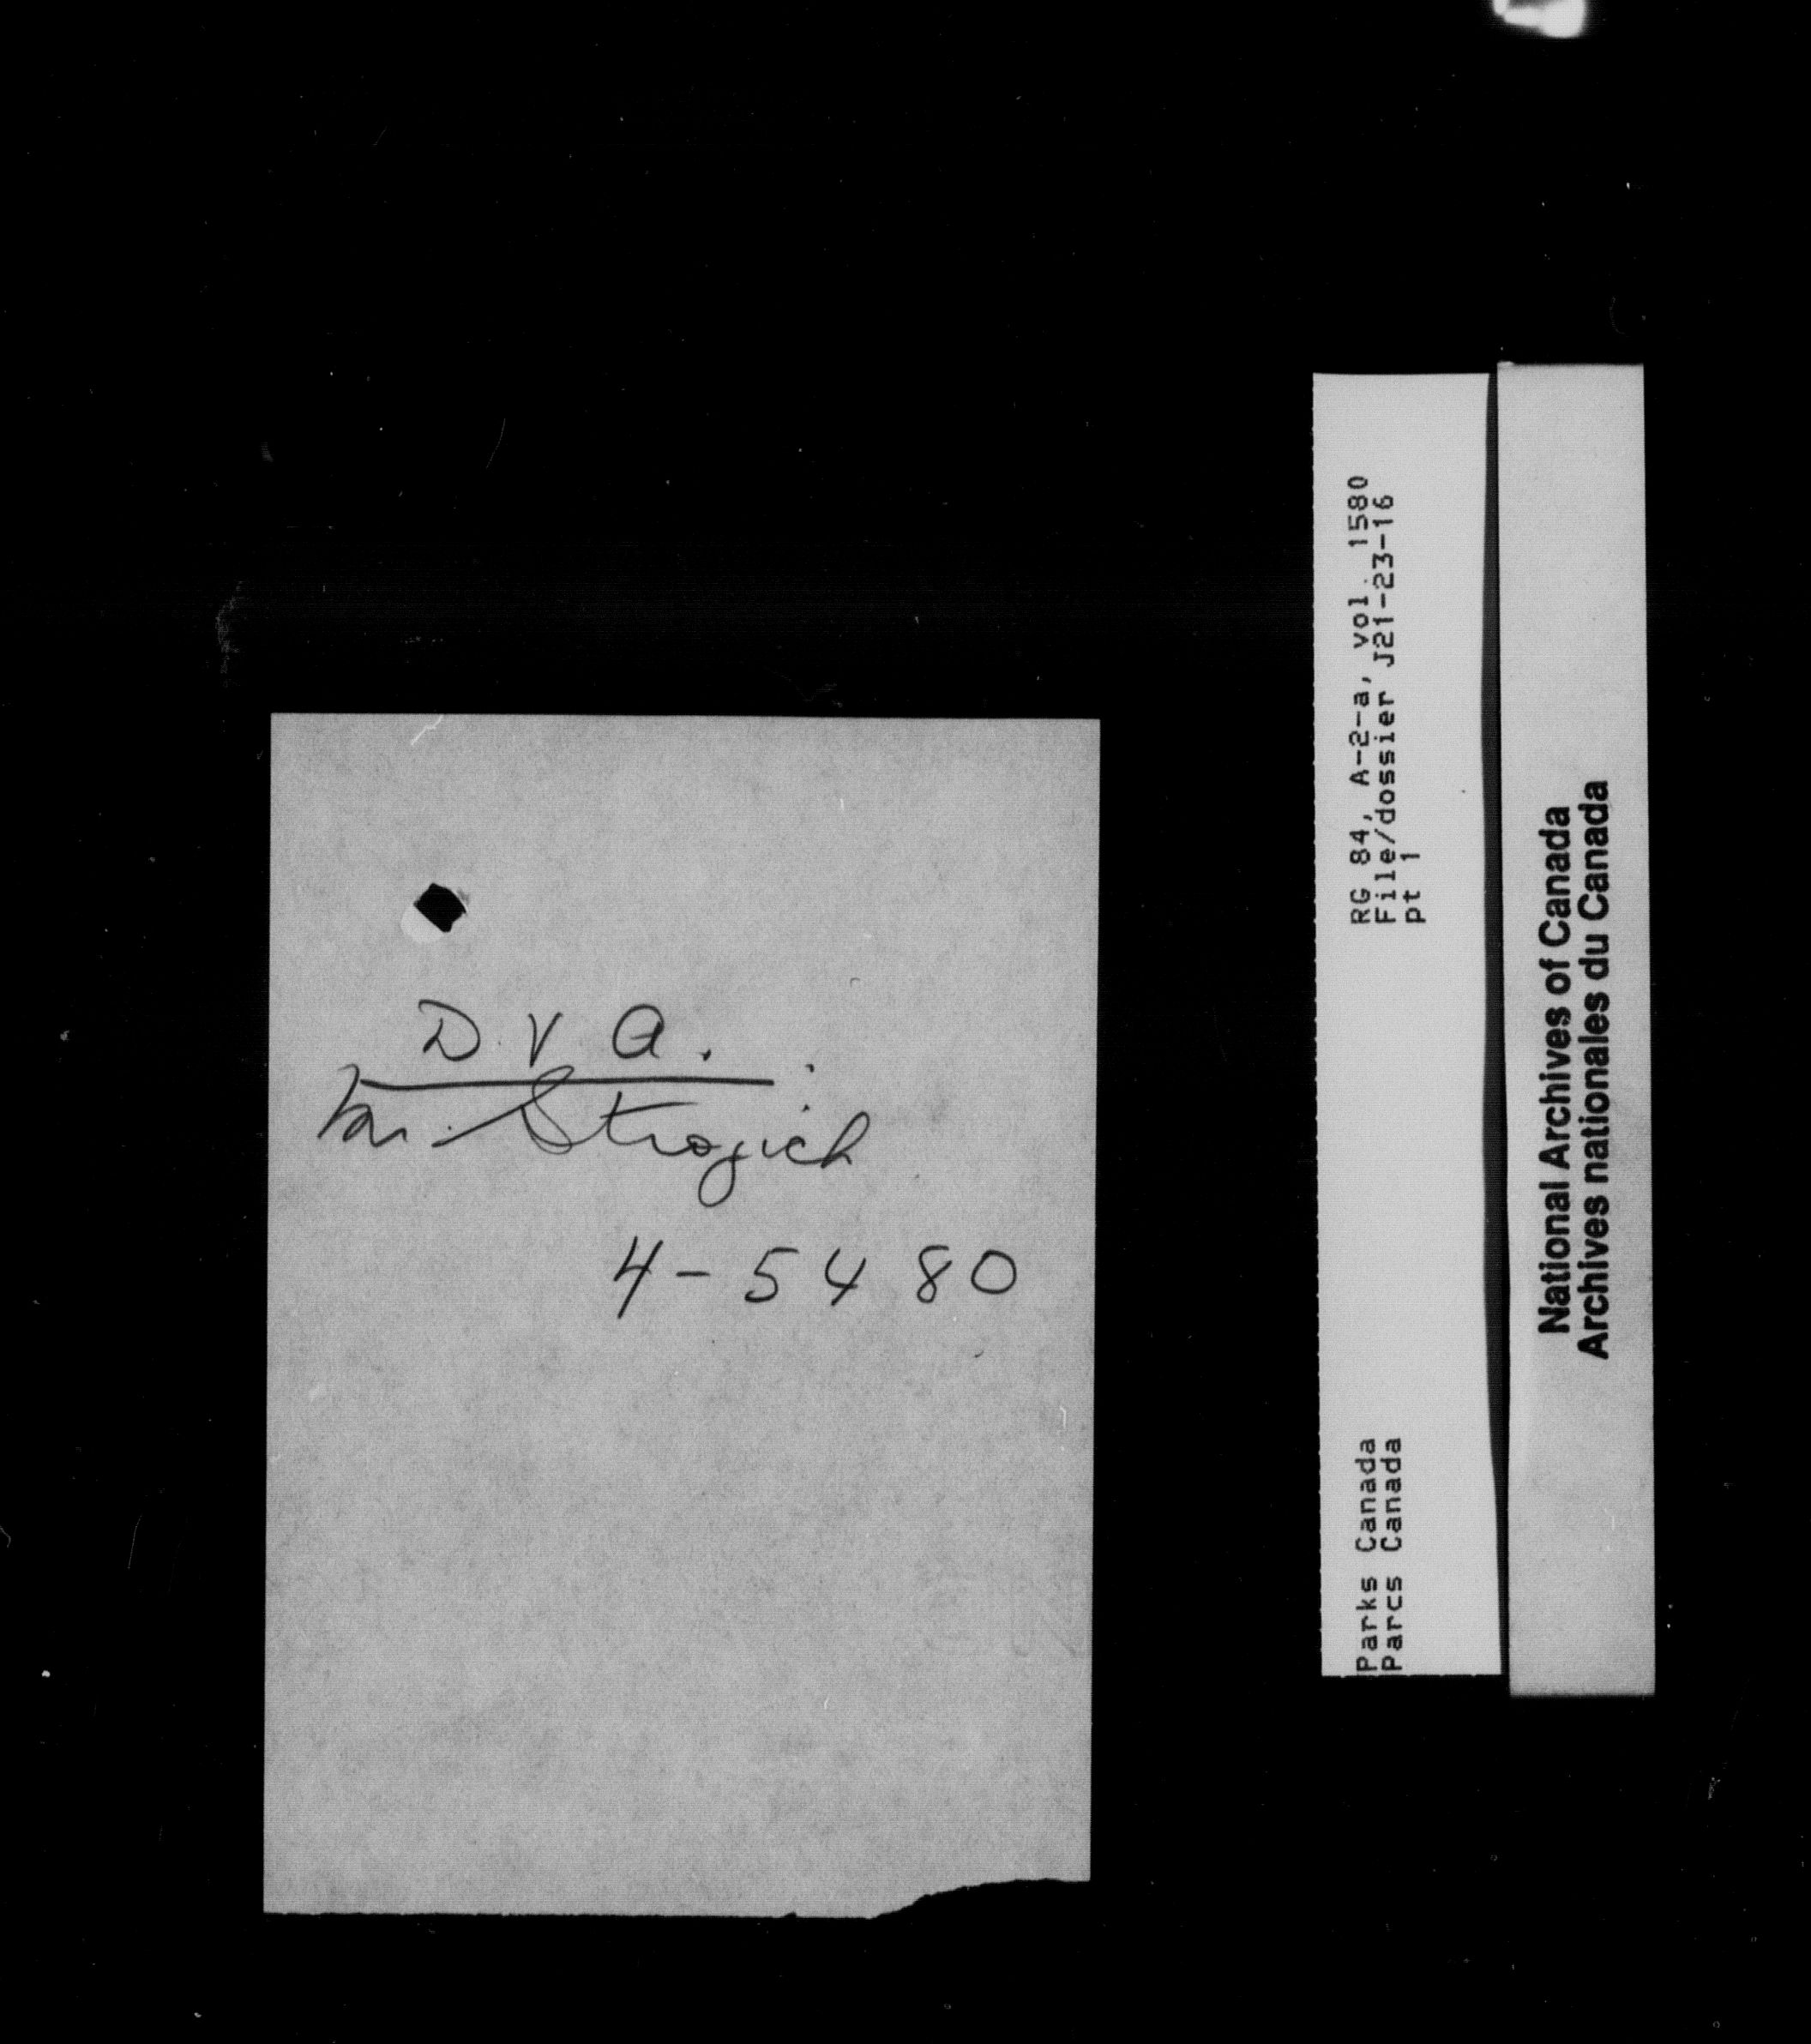 D. V A.
Mr. Strogich
4-5480
RG 84, A-2-a, vol. 1580
File/dossier J21-23-16
pt 1
Parks Canada
Parcs Canada
National Archives of Canada
Archives nationales du Canada